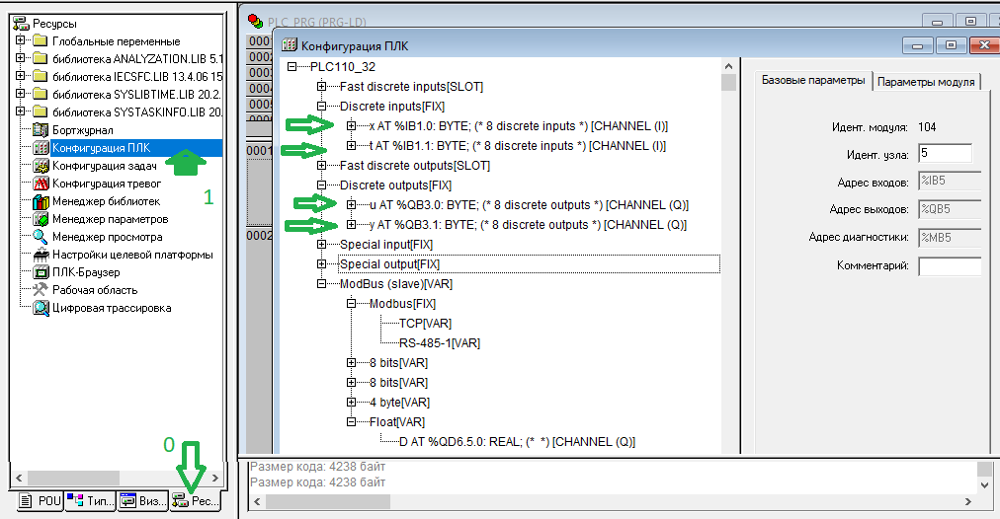 Ресурсы
Глобальные переменные
библиотека ANALYZATION.LIB 5.1
библиотека IECSFC.LIB 13.4.06 15
библиотека SYSLIBTIME.LIB 20.2.
библиотека SYSTASKINFO.LIB 20.
Бортжурнал
Конфигурация ПЛК
Конфигурация задач
Конфигурация тревог
Менеджер библиотек
Менеджер параметров
Менеджер просмотра
Настройки целевой платформы
ПЛК-Браузер
Рабочая область
Цифровая трассировка
1
0
POU
Тип...
Виз...
Рес...
PLC_PRG (PRG-LD)
0001
0002
0003
0004
0005
0001
0002
Конфигурация ПЛК
PLC110_32
Fast discrete inputs[SLOT]
Discrete inputs[FIX]
x AT %IB1.0: BYTE; (* 8 discrete inputs *) [CHANNEL (I)]
t AT %IB1.1: BYTE; (* 8 discrete inputs *) [CHANNEL (I)]
Fast discrete outputs[SLOT]
Discrete outputs[FIX]
u AT %QB3.0: BYTE; (* 8 discrete outputs *) [CHANNEL (Q)]
y AT %QB3.1: BYTE; (* 8 discrete outputs *) [CHANNEL (Q)]
Special input[FIX]
Special output[FIX]
ModBus (slave)[VAR]
Modbus[FIX]
TCP[VAR]
RS-485-1[VAR]
8 bits[VAR]
8 bits[VAR]
4 byte[VAR]
Float[VAR]
D AT %QD6.5.0: REAL; (* *) [CHANNEL (Q)]
Базовые параметры
Параметры модуля
Идент. модуля: 104
Идент. узла: 5
Адрес входов: %IB5
Адрес выходов: %QB5
Адрес диагностики: %MB5
Комментарий:
Размер кода: 4238 байт
Размер кода: 4238 байт